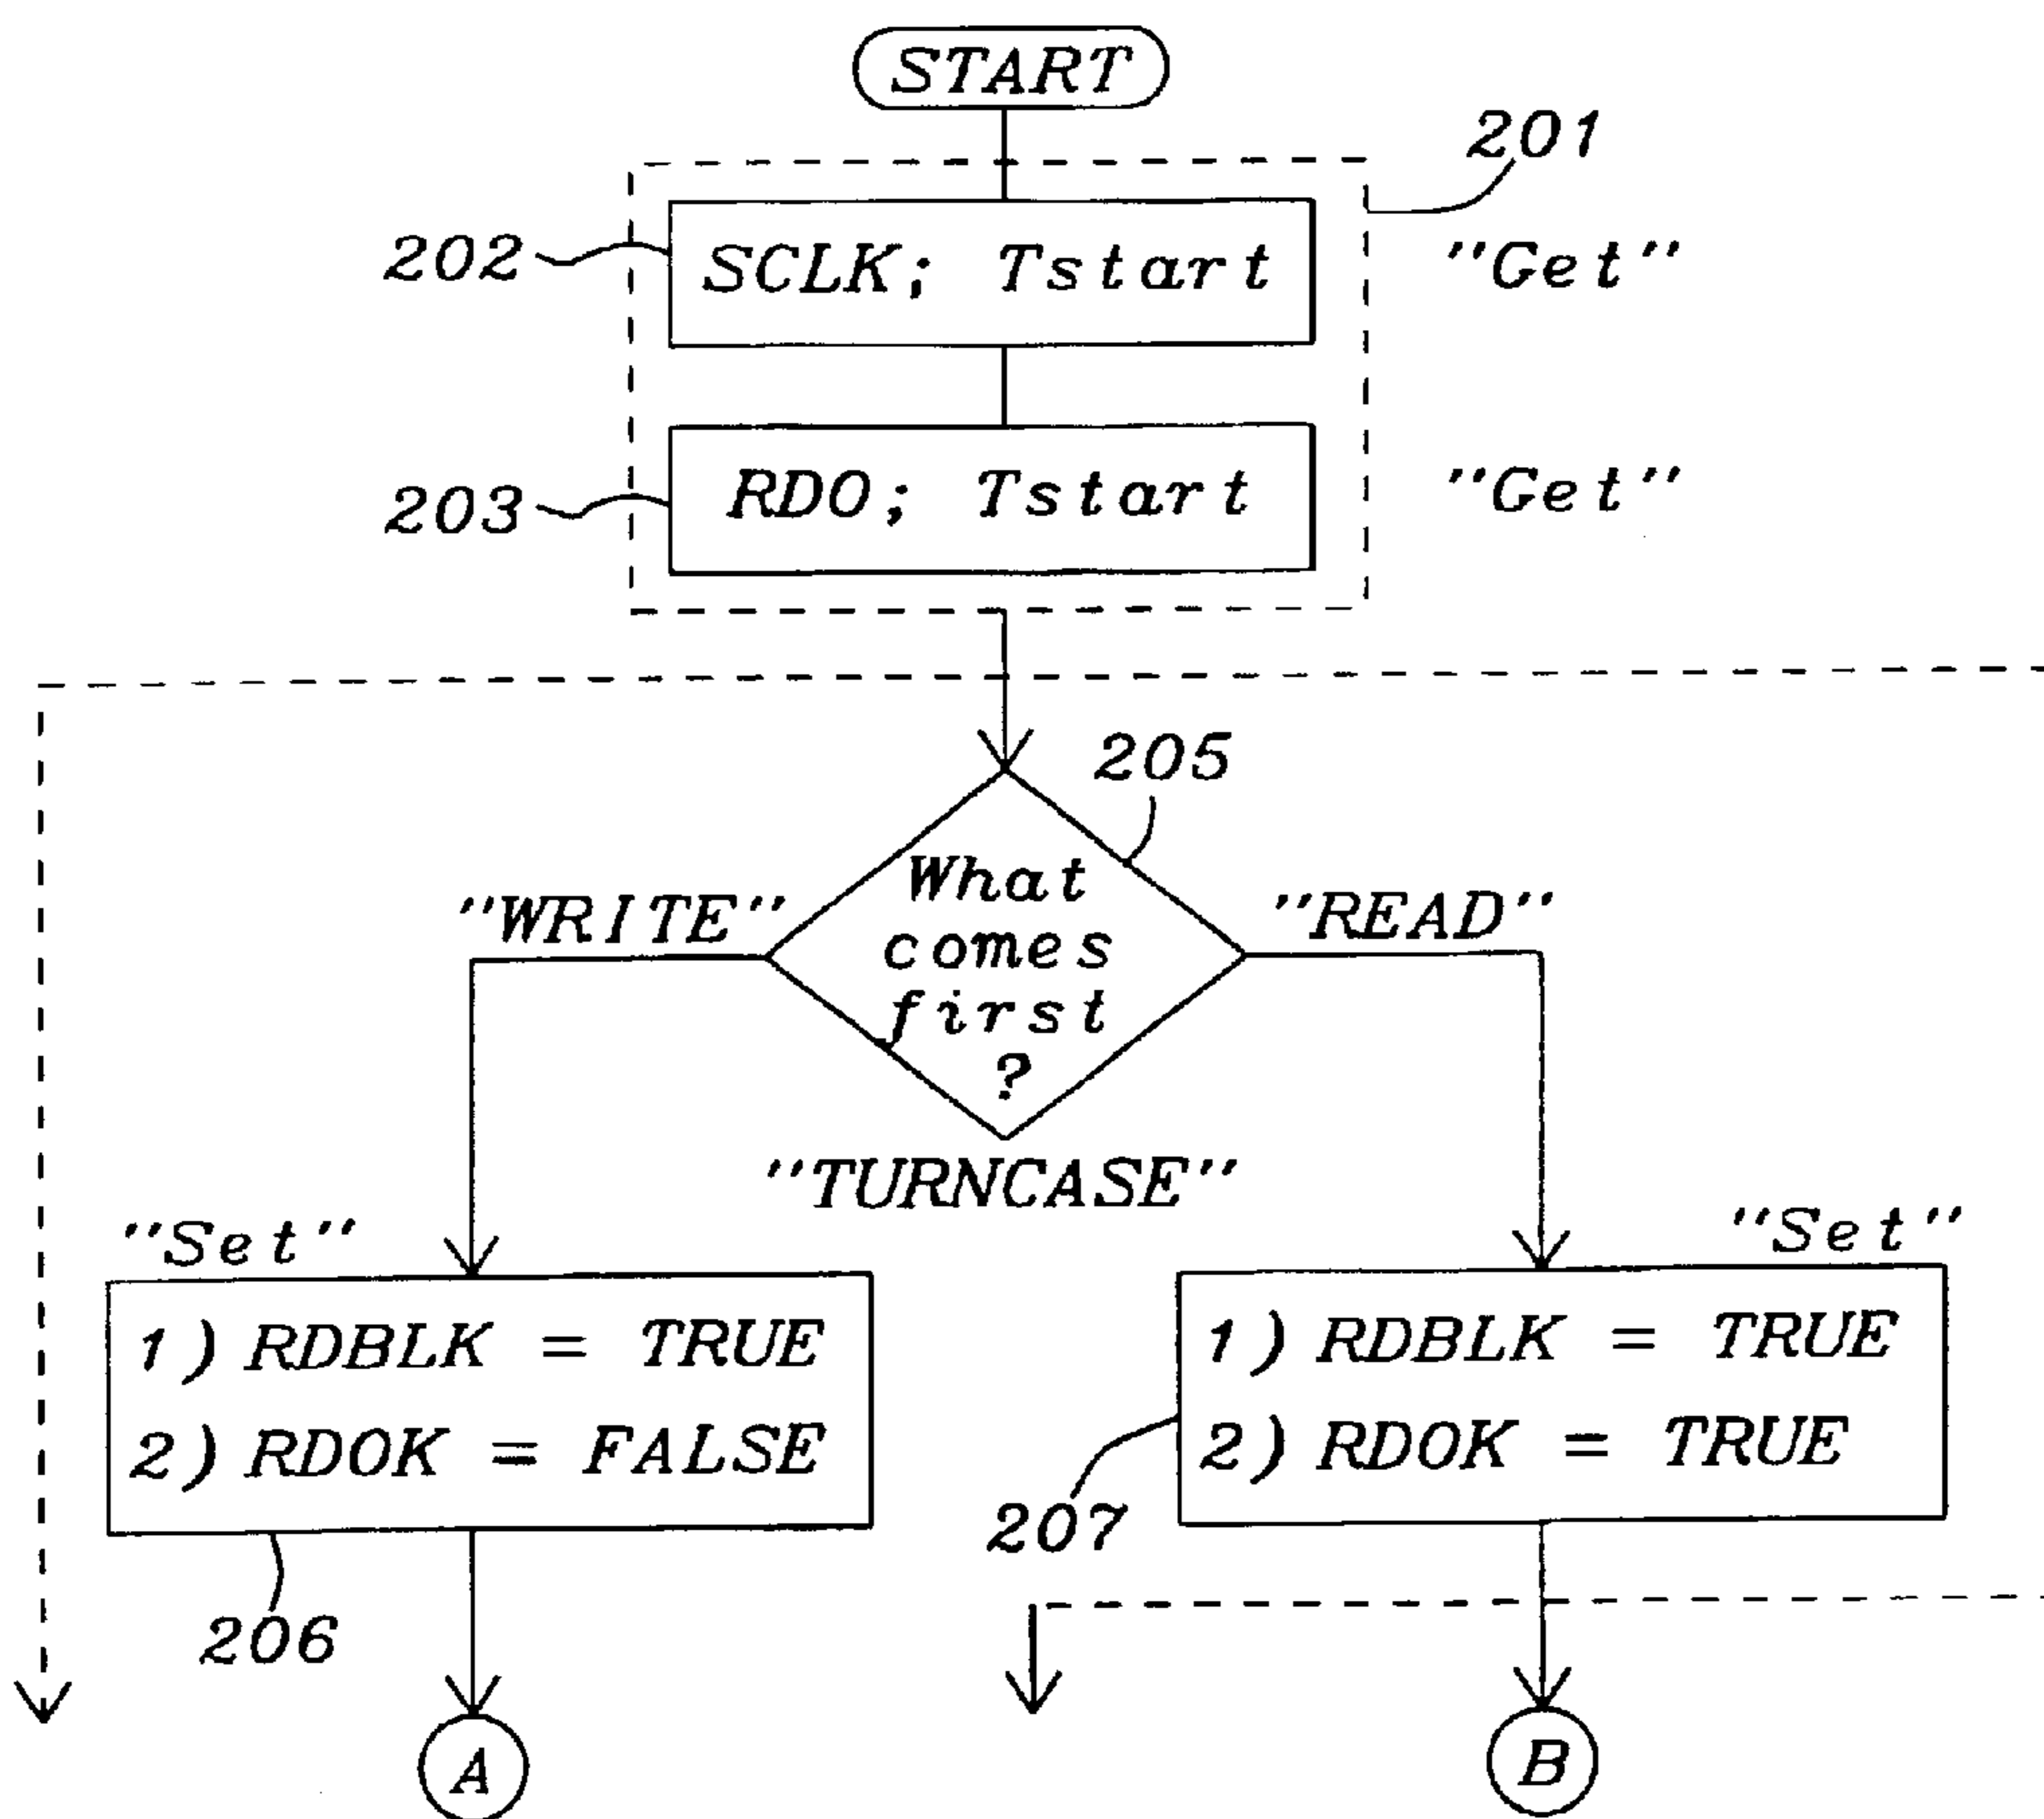 START
201
202
SCLK; Tstart
"Get"
203
RDO; Tstart
"Get"
205
What
comes
first
?
"WRITE"
"READ"
"TURNCASE"
"Set"
1) RDBLK = TRUE
2) RDOK = FALSE
206
"Set"
1) RDBLK = TRUE
2) RDOK = TRUE
207
A
B